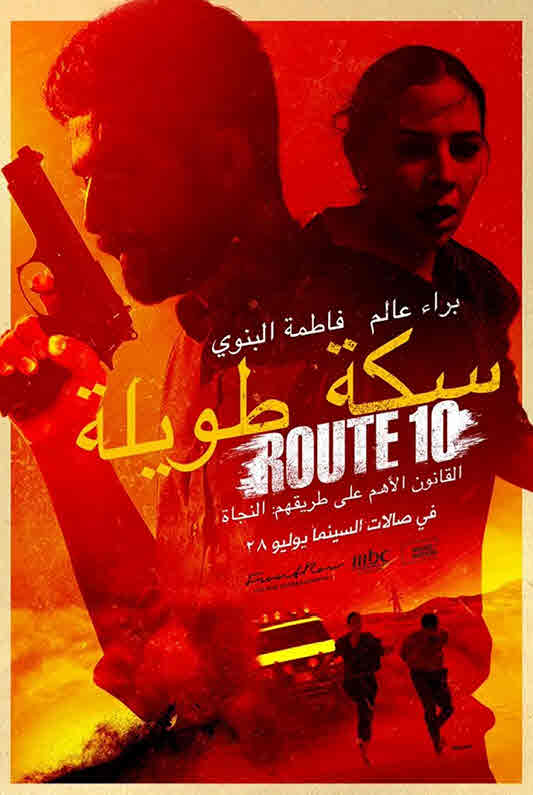 براء عالم فاطمة البنوي
سكة طويلة
ROUTE 10
القانون الأهم على طريقهم: النجاة
في صالات السينما يوليو ٢٨
mbc